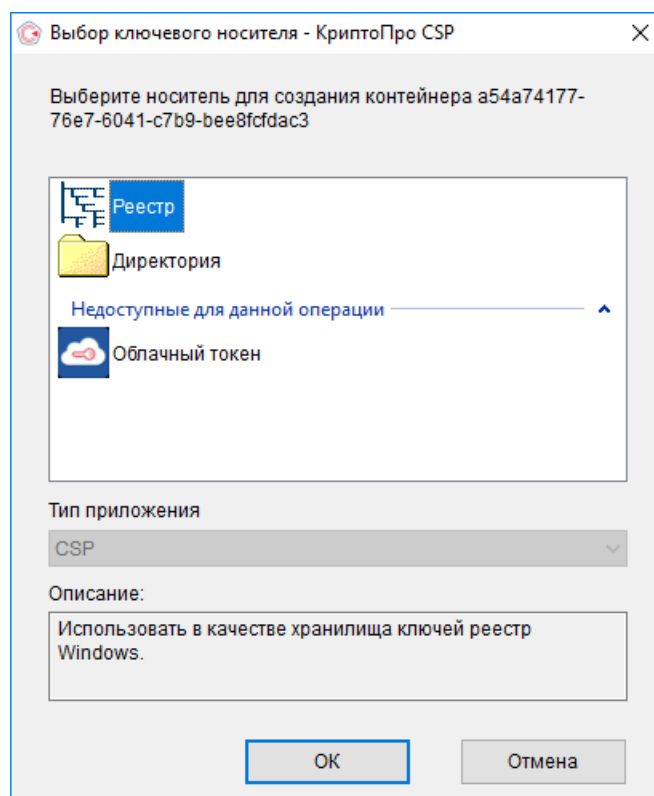 Выбор ключевого носителя - КриптоПро CSP
Выберите носитель для создания контейнера a54a74177-
76e7-6041-c7b9-bee8fcfdac3
Реестр
Директория
Недоступные для данной операции
Облачный токен
Тип приложения
CSP
Описание:
Использовать в качестве хранилища ключей реестр
Windows.
ОК
Отмена